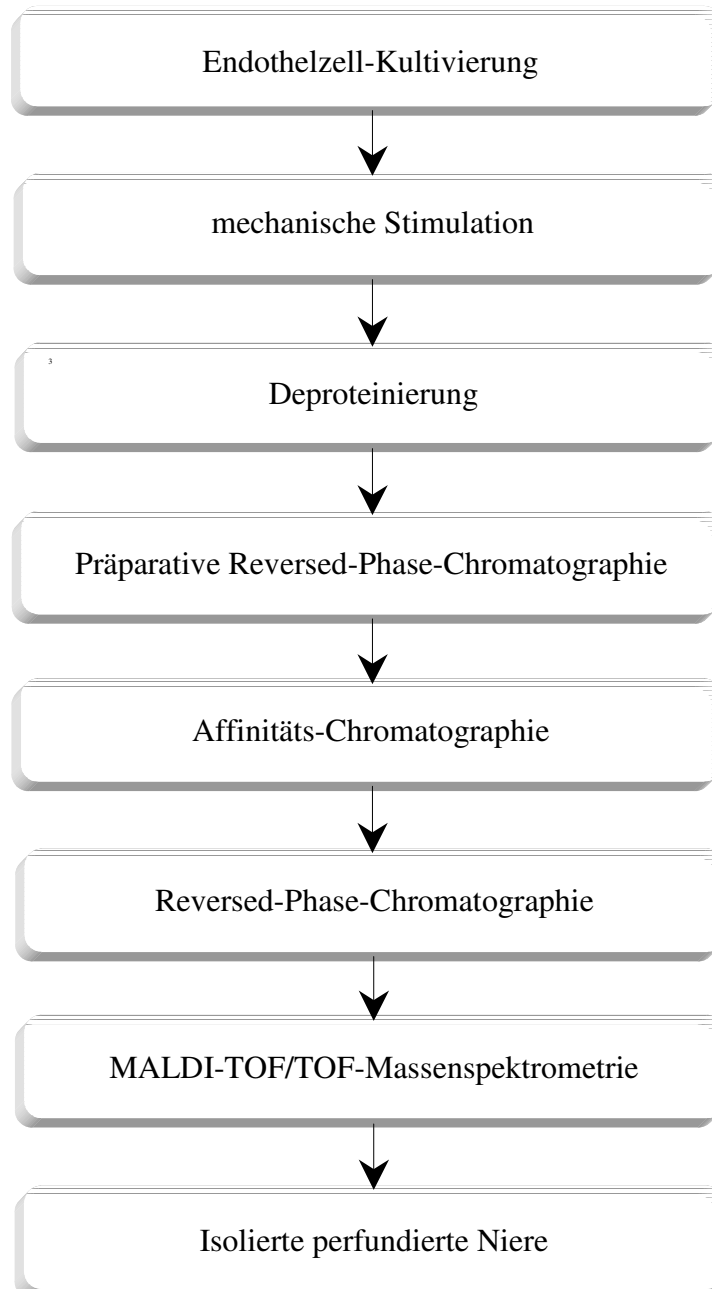 Endothelzell-Kultivierung
mechanische Stimulation
3
Deproteinierung
Präparative Reversed-Phase-Chromatographie
Affinitäts-Chromatographie
Reversed-Phase-Chromatographie
MALDI-TOF/TOF-Massenspektrometrie
Isolierte perfundierte Niere